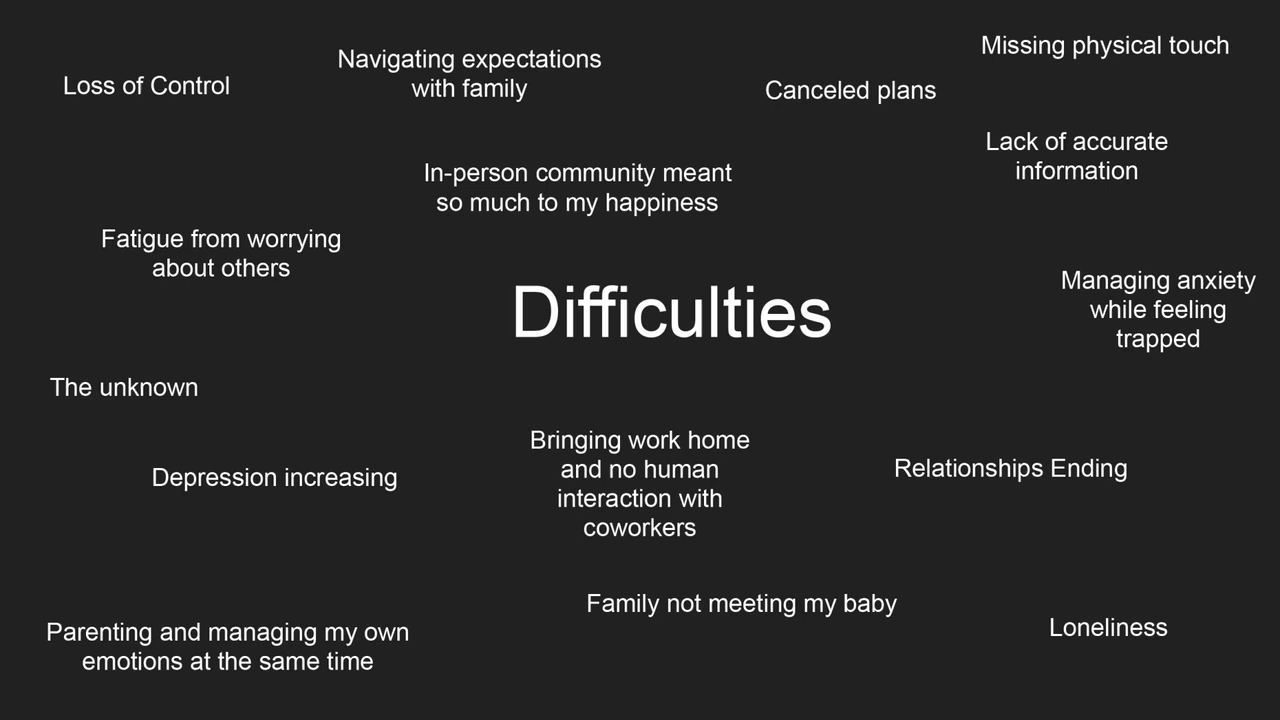 Missing physical touch
Navigating expectations
with family
Loss of Control
Canceled plans
Lack of accurate
information
In-person community meant
so much to my happiness
Fatigue from worrying
about others
Difficulties
Managing anxiety
while feeling
trapped
The unknown
Bringing work home
and no human
interaction with
coworkers
Depression increasing
Relationships Ending
Family not meeting my baby
Parenting and managing my own
emotions at the same time
Loneliness